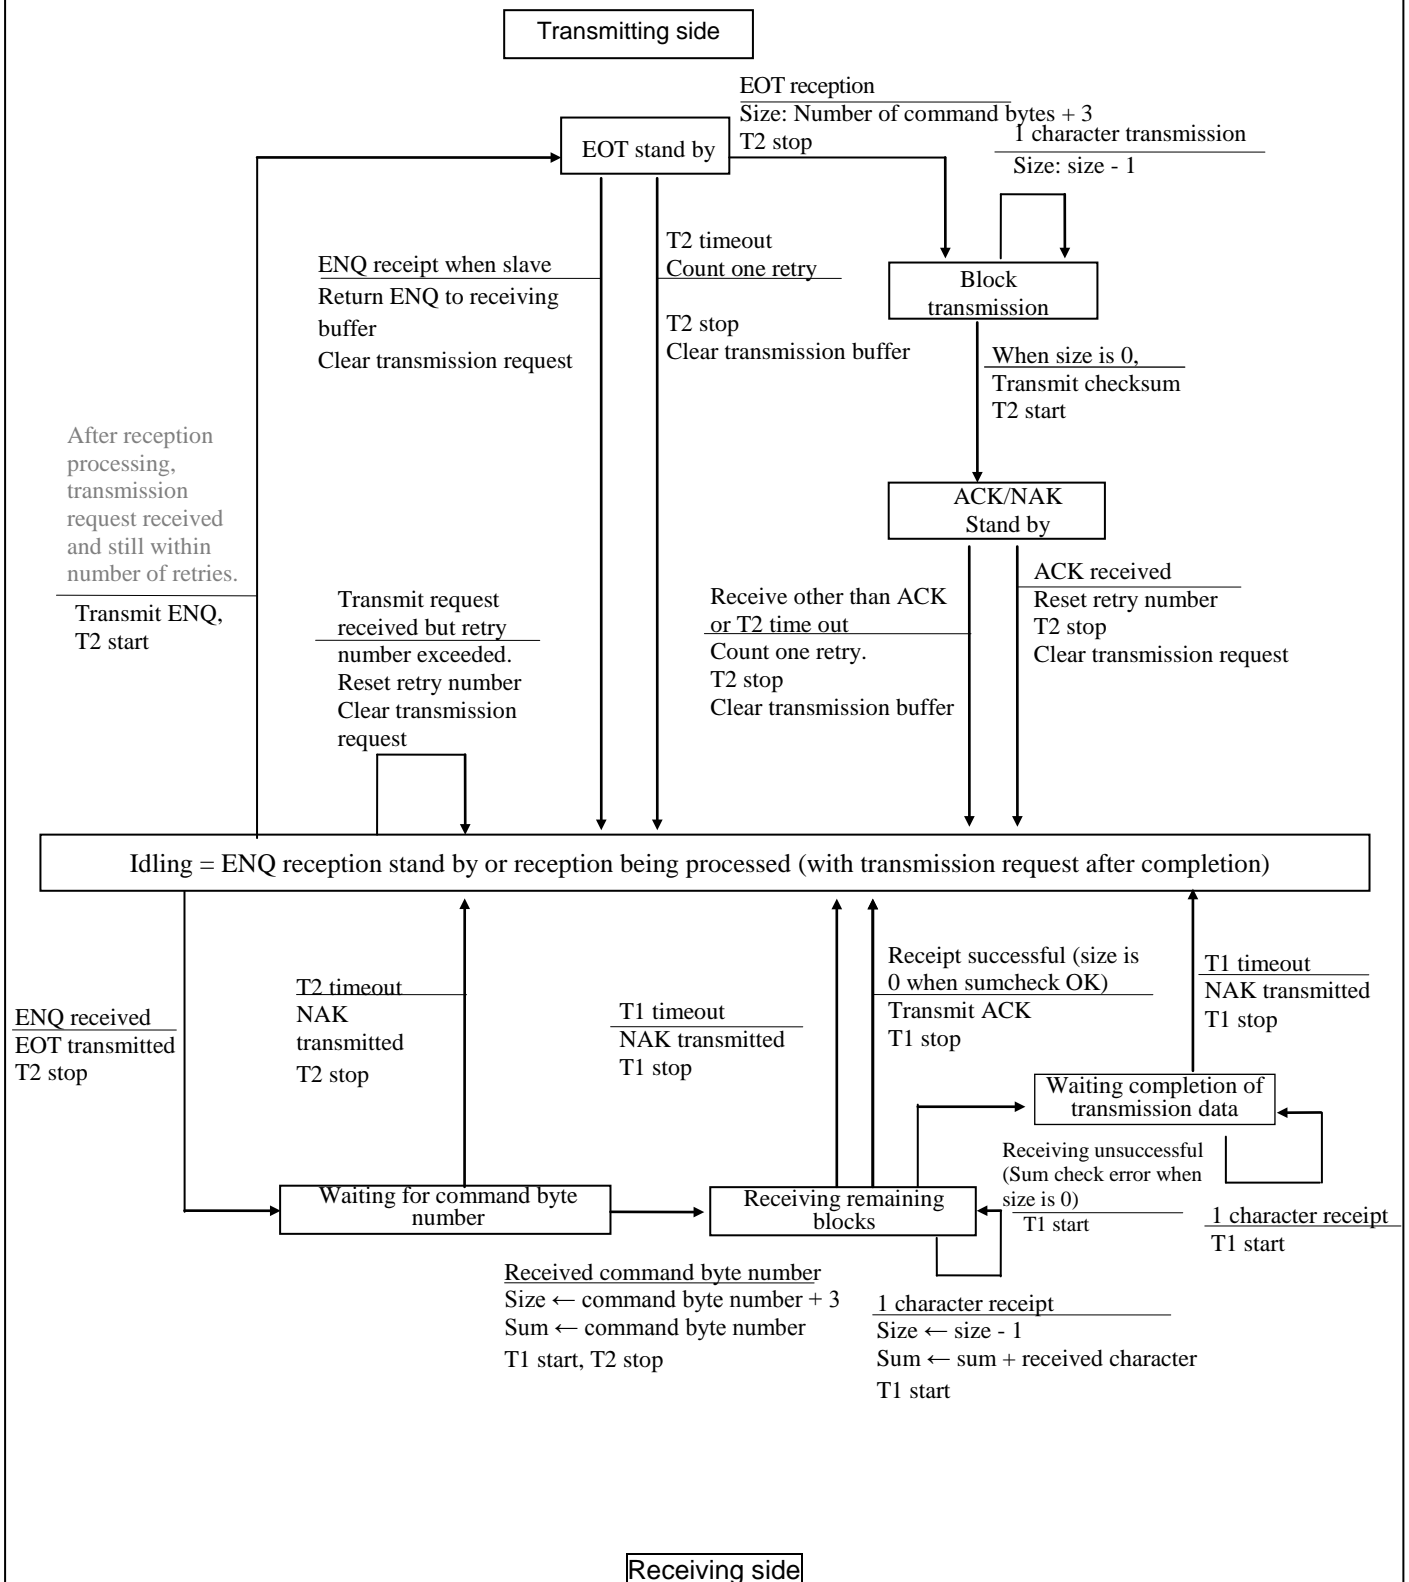 Transmitting side
EOT reception
Size: Number of command bytes + 3
T2 stop
1 character transmission
Size: size - 1
EOT stand by
ENQ receipt when slave
Return ENQ to receiving
buffer
Clear transmission request
T2 timeout
Count one retry
T2 stop
Clear transmission buffer
Block
transmission
When size is 0,
Transmit checksum
T2 start
After reception
processing,
transmission
request received
and still within
number of retries.
Transmit ENQ,
T2 start
ACK/NAK
Stand by
Transmit request
received but retry
number exceeded.
Reset retry number
Clear transmission
request
Receive other than ACK
or T2 time out
Count one retry.
T2 stop
Clear transmission buffer
ACK received
Reset retry number
T2 stop
Clear transmission request
Idling = ENQ reception stand by or reception being processed (with transmission request after completion)
ENQ received
EOT transmitted
T2 stop
T2 timeout
NAK
transmitted
T2 stop
T1 timeout
NAK transmitted
T1 stop
Receipt successful (size is
0 when sumcheck OK)
Transmit ACK
T1 stop
T1 timeout
NAK transmitted
T1 stop
Waiting completion of
transmission data
Receiving unsuccessful
(Sum check error when
size is 0)
T1 start
1 character receipt
T1 start
Waiting for command byte
number
Receiving remaining
blocks
Received command byte number
Size ← command byte number + 3
Sum ← command byte number
T1 start, T2 stop
1 character receipt
Size ← size - 1
Sum ← sum + received character
T1 start
Receiving side